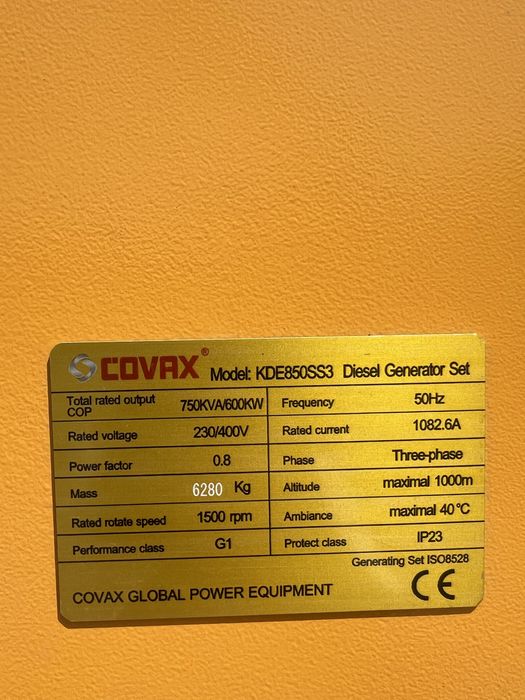 COVAX® Model: KDE850SS3 Diesel Generator Set
Total rated output COP 750KVA/600KW Frequency 50Hz
Rated voltage 230/400V Rated current 1082.6A
Power factor 0.8 Phase Three-phase
Mass 6280 Kg Altitude maximal 1000m
Rated rotate speed 1500 rpm Ambiance maximal 40°C
Performance class G1 Protect class IP23
Generating Set ISO8528
COVAX GLOBAL POWER EQUIPMENT CE